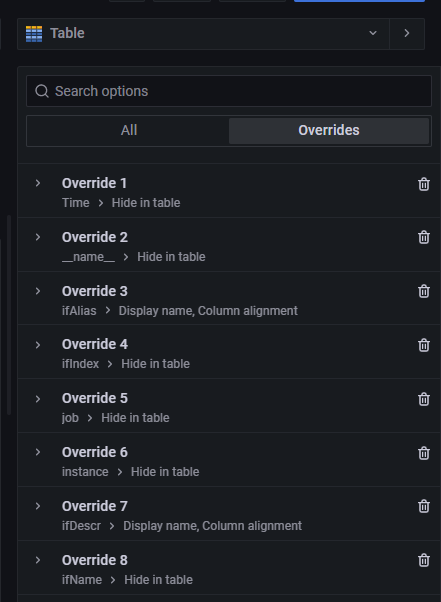 Table
Search options
All Overrides
Override 1
Time > Hide in table
Override 2
__name__ > Hide in table
Override 3
ifAlias > Display name, Column alignment
Override 4
ifIndex > Hide in table
Override 5
job > Hide in table
Override 6
instance > Hide in table
Override 7
ifDescr > Display name, Column alignment
Override 8
ifName > Hide in table